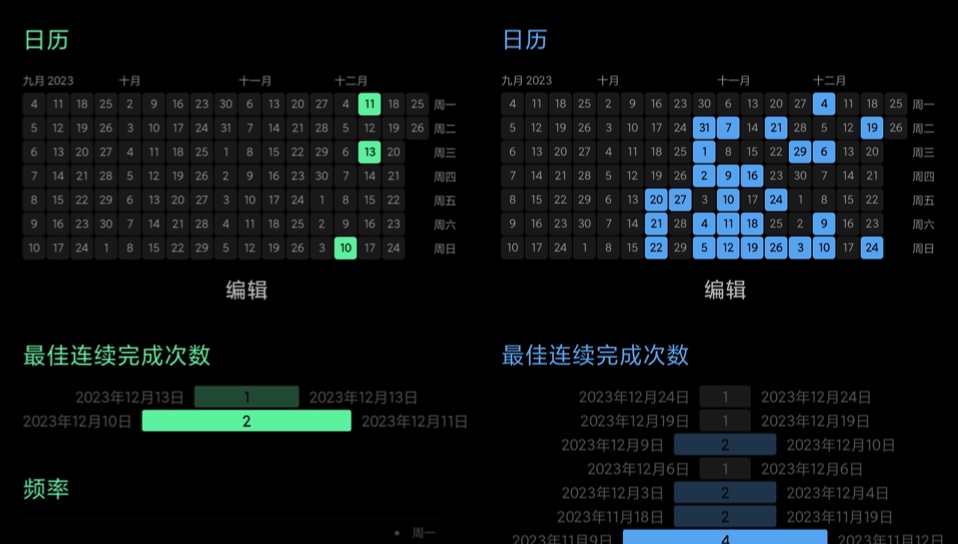 日历
九月 2023 十月 十一月 十二月
4 11 18 25 2 9 16 23 30 6 13 20 27 4 11 18 25 周一
5 12 19 26 3 10 17 24 31 7 14 21 28 5 12 19 26 周二
6 13 20 27 4 11 18 25 1 8 15 22 29 6 13 20 周三
7 14 21 28 5 12 19 26 2 9 16 23 30 7 14 21 周四
8 15 22 29 6 13 20 27 3 10 17 24 1 8 15 22 周五
9 16 23 30 7 14 21 28 4 11 18 25 2 9 16 23 周六
10 17 24 1 8 15 22 29 5 12 19 26 3 10 17 24 周日
编辑
最佳连续完成次数
2023年12月13日 1 2023年12月13日
2023年12月10日 2 2023年12月11日
频率
周一
日历
九月 2023 十月 十一月 十二月
4 11 18 25 2 9 16 23 30 6 13 20 27 4 11 18 25 周一
5 12 19 26 3 10 17 24 31 7 14 21 28 5 12 19 26 周二
6 13 20 27 4 11 18 25 1 8 15 22 29 6 13 20 周三
7 14 21 28 5 12 19 26 2 9 16 23 30 7 14 21 周四
8 15 22 29 6 13 20 27 3 10 17 24 1 8 15 22 周五
9 16 23 30 7 14 21 28 4 11 18 25 2 9 16 23 周六
10 17 24 1 8 15 22 29 5 12 19 26 3 10 17 24 周日
编辑
最佳连续完成次数
2023年12月24日 1 2023年12月24日
2023年12月19日 1 2023年12月19日
2023年12月9日 2 2023年12月10日
2023年12月6日 1 2023年12月6日
2023年12月3日 2 2023年12月4日
2023年11月18日 2 2023年11月19日
2023年11月9日 4 2023年11月12日